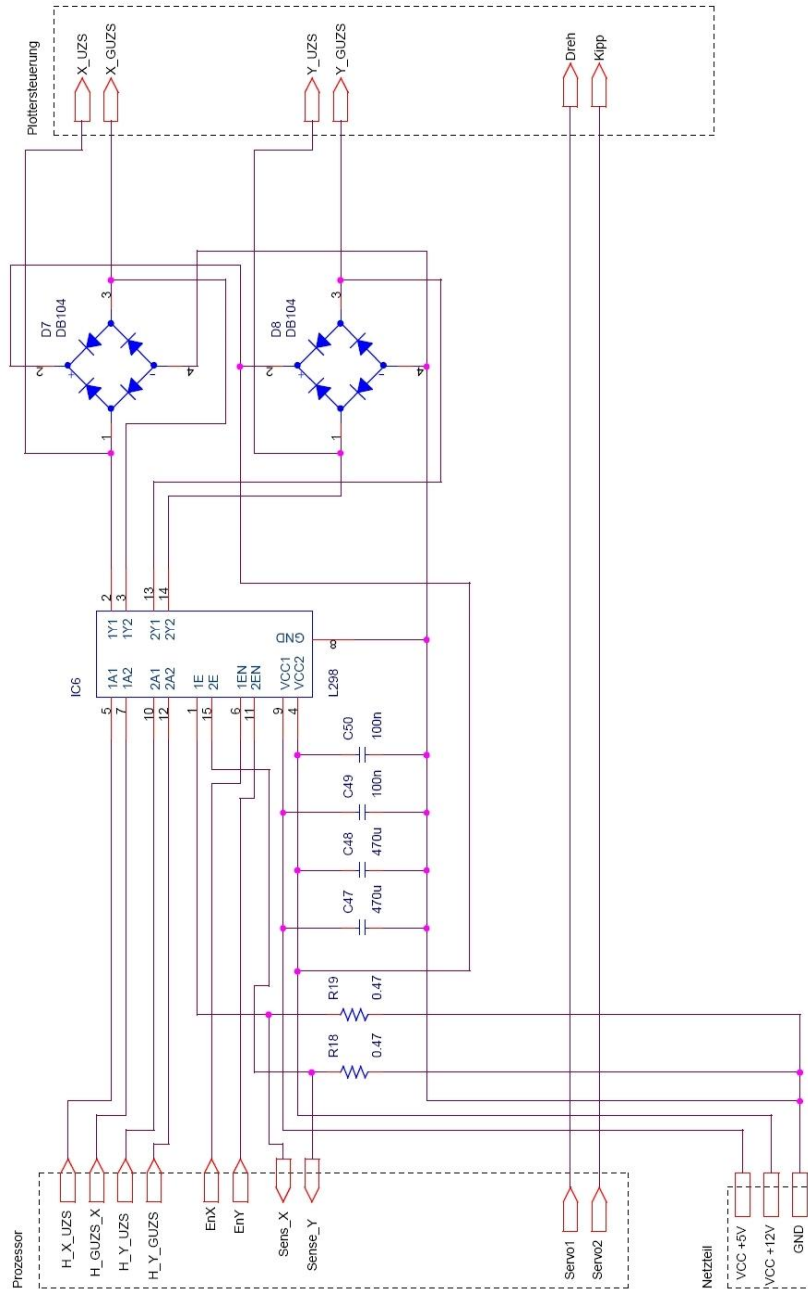 Prozessor
H_X_UZS
H_GUZS_X
H_Y_UZS
H_Y_GUZS
EnX
EnY
Sens_X
Sense_Y
Servo1
Servo2
Netzteil
VCC +5V
VCC +12V
GND
R18
0.47
R19
0.47
C47
470u
C48
470u
C49
100n
C50
100n
IC6
5
7
10
12
1
15
6
11
9
4
1A1
1A2
2A1
2A2
1E
2E
1EN
2EN
VCC1
VCC2
1Y1
1Y2
2Y1
2Y2
GND
2
3
13
14
8
L298
D7
DB104
1
2
3
4
+
-
D8
DB104
1
2
3
4
+
-
Plottersteuerung
X_UZS
X_GUZS
Y_UZS
Y_GUZS
Dreh
Kipp